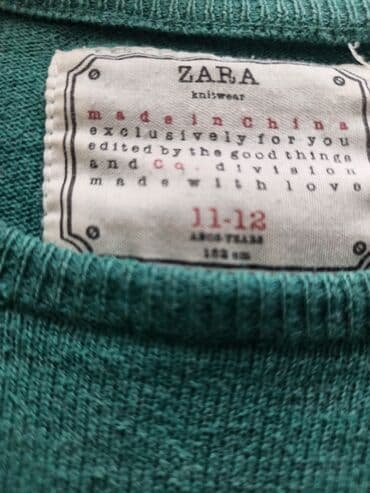 ZARA
knitwear
made in China
exclusively for you
edited by the good things
and Co. division
made with love
11-12
AÑOS-YEARS
152 cm